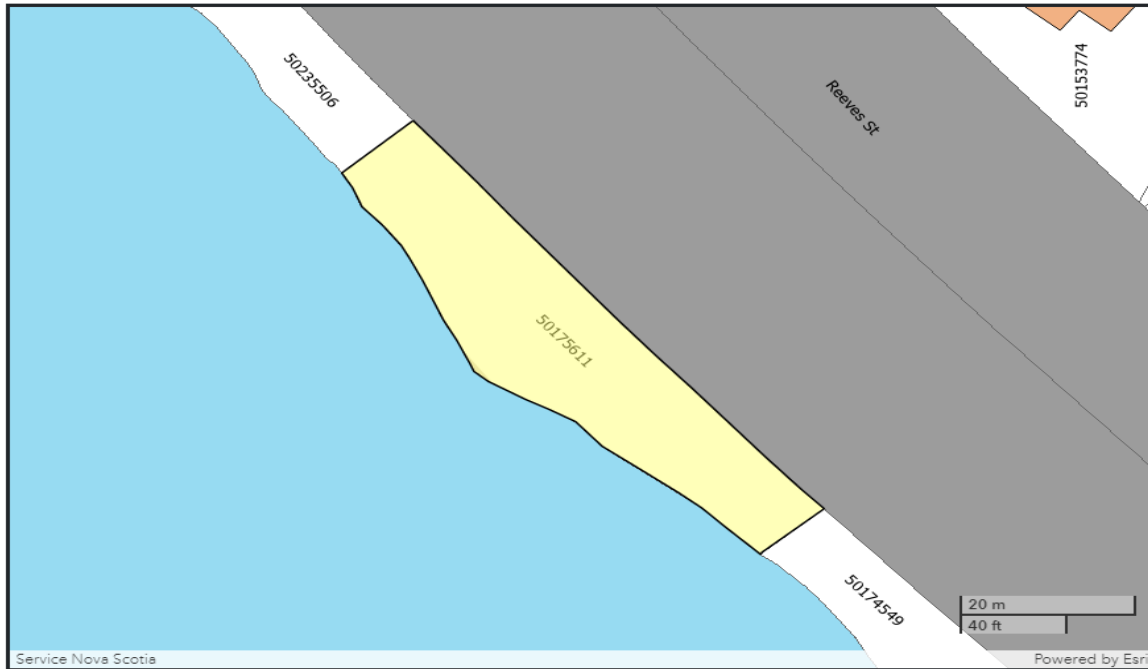 50235506
Reeves St
50153774
50175611
50174549
20 m
40 ft
Service Nova Scotia
Powered by Esri